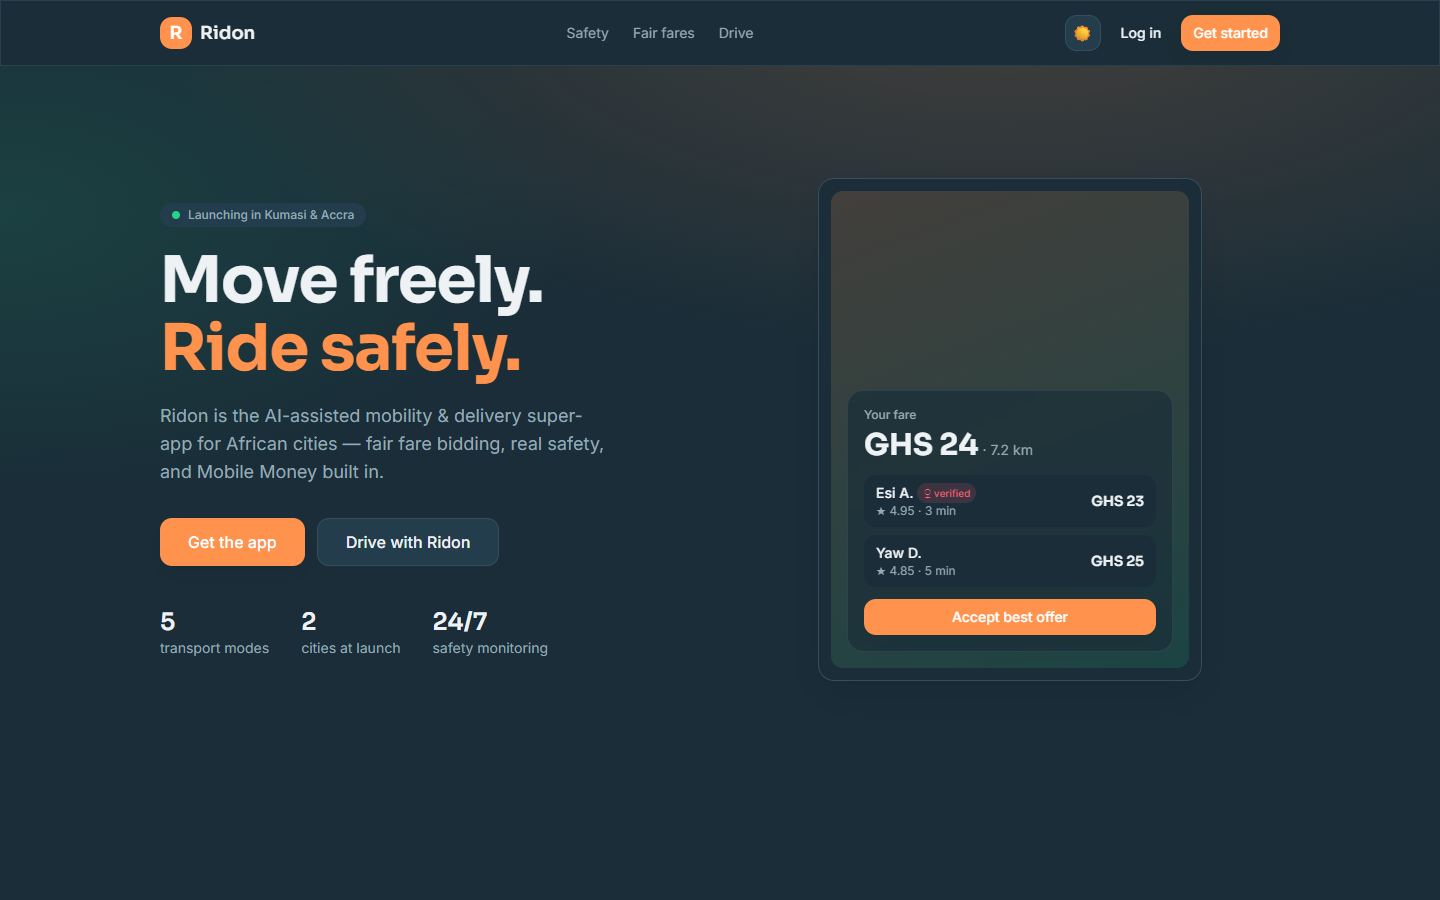 R Ridon
Safety Fair fares Drive
Log in
Get started
Launching in Kumasi & Accra
Move freely.
Ride safely.
Ridon is the AI-assisted mobility & delivery super-
app for African cities — fair fare bidding, real safety,
and Mobile Money built in.
Get the app
Drive with Ridon
5
transport modes
2
cities at launch
24/7
safety monitoring
Your fare
GHS 24 · 7.2 km
Esi A. verified
★ 4.95 · 3 min
GHS 23
Yaw D.
★ 4.85 · 5 min
GHS 25
Accept best offer